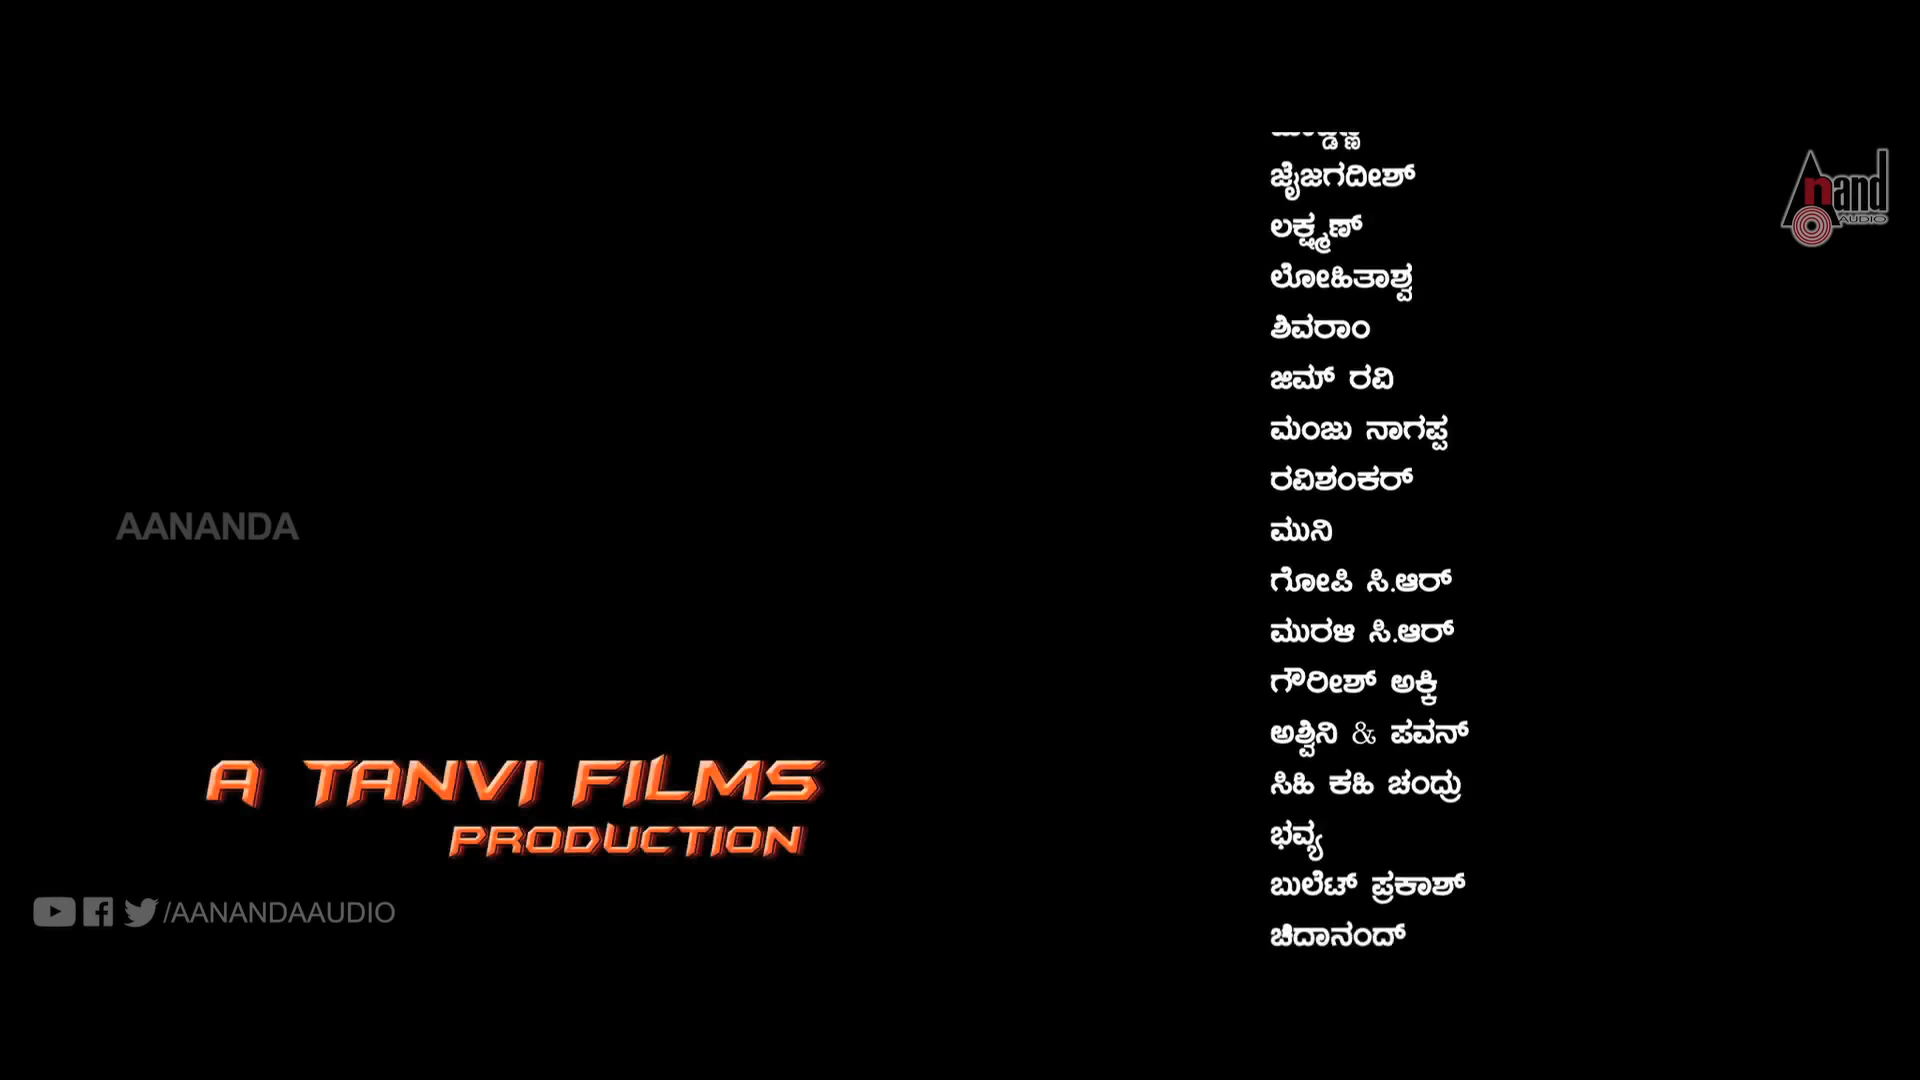 ಜೈಜಗದೀಶ್
ಲಕ್ಷ್ಮಣ್
ಲೋಹಿತಾಶ್ವ
ಶಿವರಾಂ
ಜಿಮ್ ರವಿ
ಮಂಜು ನಾಗಪ್ಪ
ರವಿಶಂಕರ್
ಮುನಿ
ಗೋಪಿ ಸಿ.ಆರ್
ಮುರಳಿ ಸಿ.ಆರ್
ಗೌರೀಶ್ ಅಕ್ಕಿ
ಅಶ್ವಿನಿ & ಪವನ್
ಸಿಹಿ ಕಹಿ ಚಂದ್ರು
ಭವ್ಯ
ಬುಲೆಟ್ ಪ್ರಕಾಶ್
ಚಿದಾನಂದ್
Anand
AUDIO
AANANDA
A TANVI FILMS
PRODUCTION
/AANANDAAUDIO